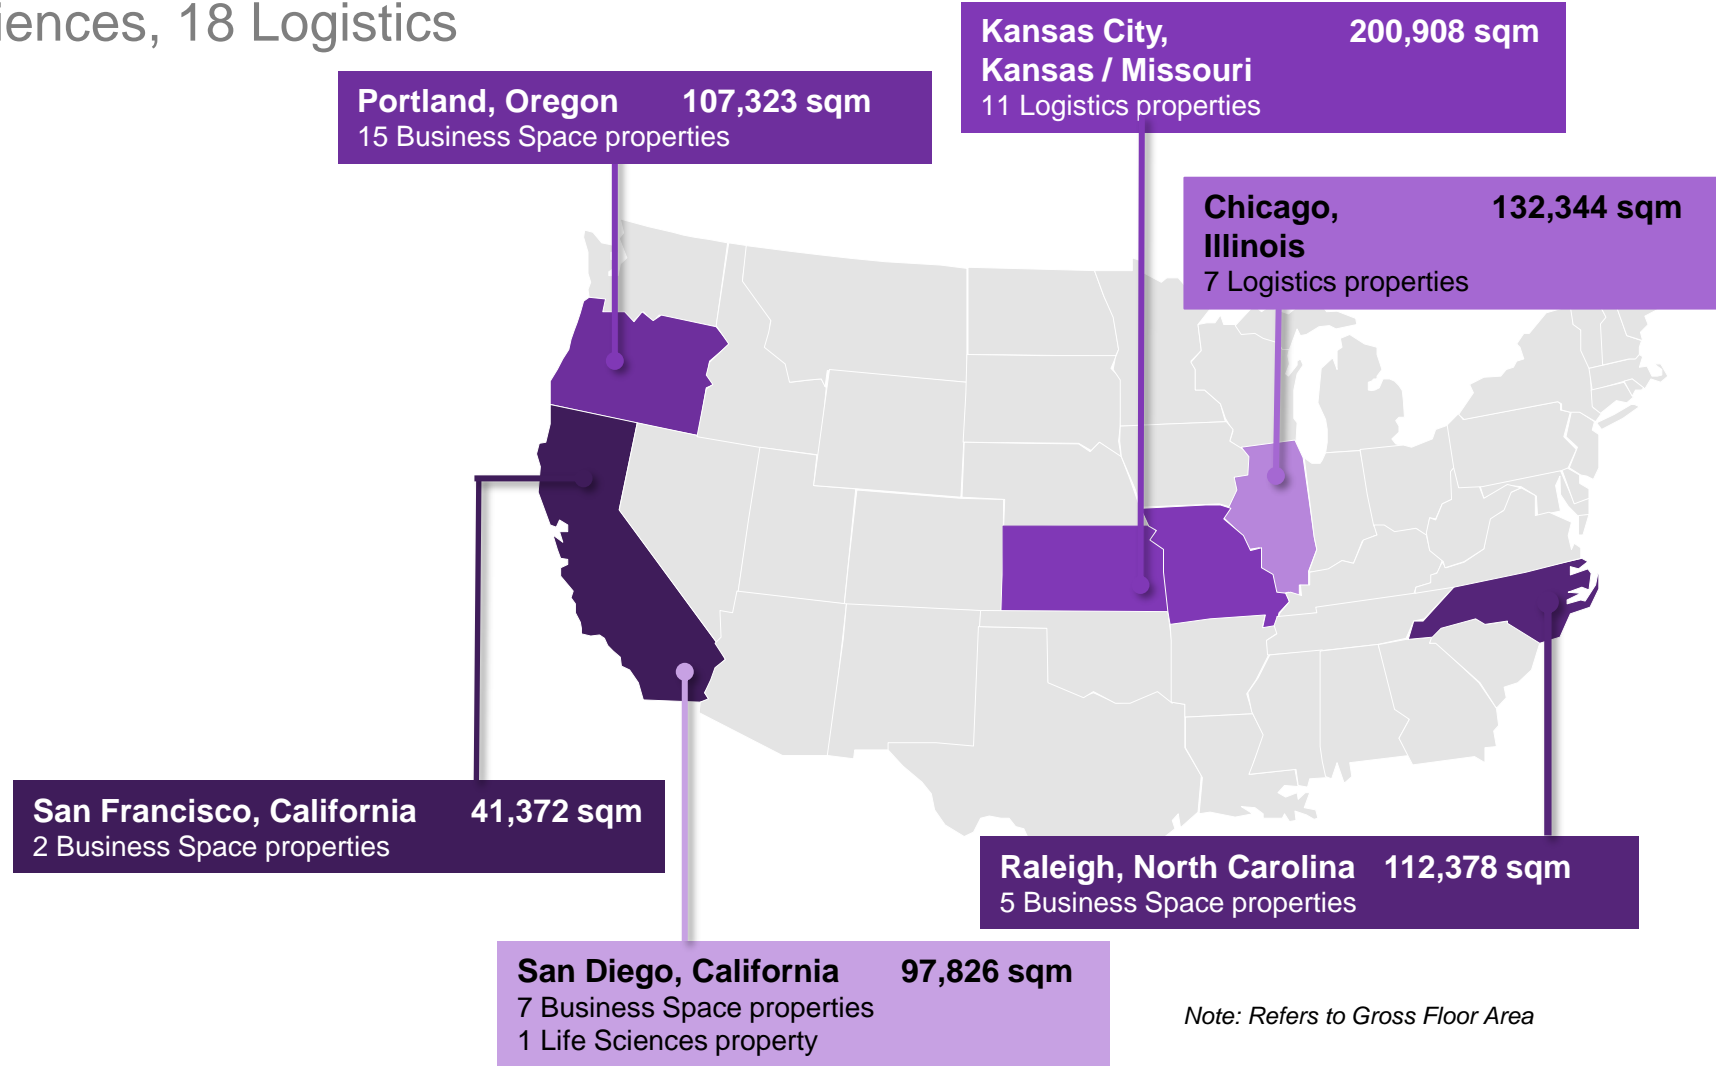 18 Logistics
Kansas City, 200,908 sqm
Kansas / Missouri
11 Logistics properties
Portland, Oregon 107,323 sqm
15 Business Space properties
Chicago, 132,344 sqm
Illinois
7 Logistics properties
San Francisco, California 41,372 sqm
2 Business Space properties
Raleigh, North Carolina 112,378 sqm
5 Business Space properties
San Diego, California 97,826 sqm
7 Business Space properties
1 Life Sciences property
Note: Refers to Gross Floor Area